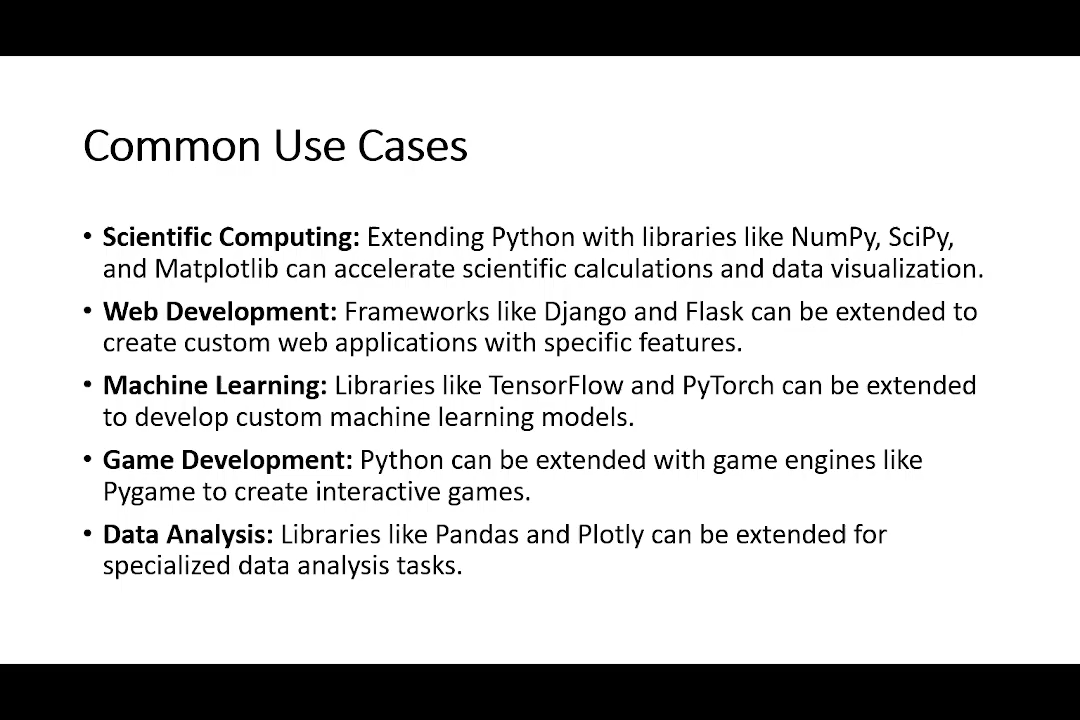 Common Use Cases
• Scientific Computing: Extending Python with libraries like NumPy, SciPy,
and Matplotlib can accelerate scientific calculations and data visualization.
• Web Development: Frameworks like Django and Flask can be extended to
create custom web applications with specific features.
• Machine Learning: Libraries like TensorFlow and PyTorch can be extended
to develop custom machine learning models.
• Game Development: Python can be extended with game engines like
Pygame to create interactive games.
• Data Analysis: Libraries like Pandas and Plotly can be extended for
specialized data analysis tasks.